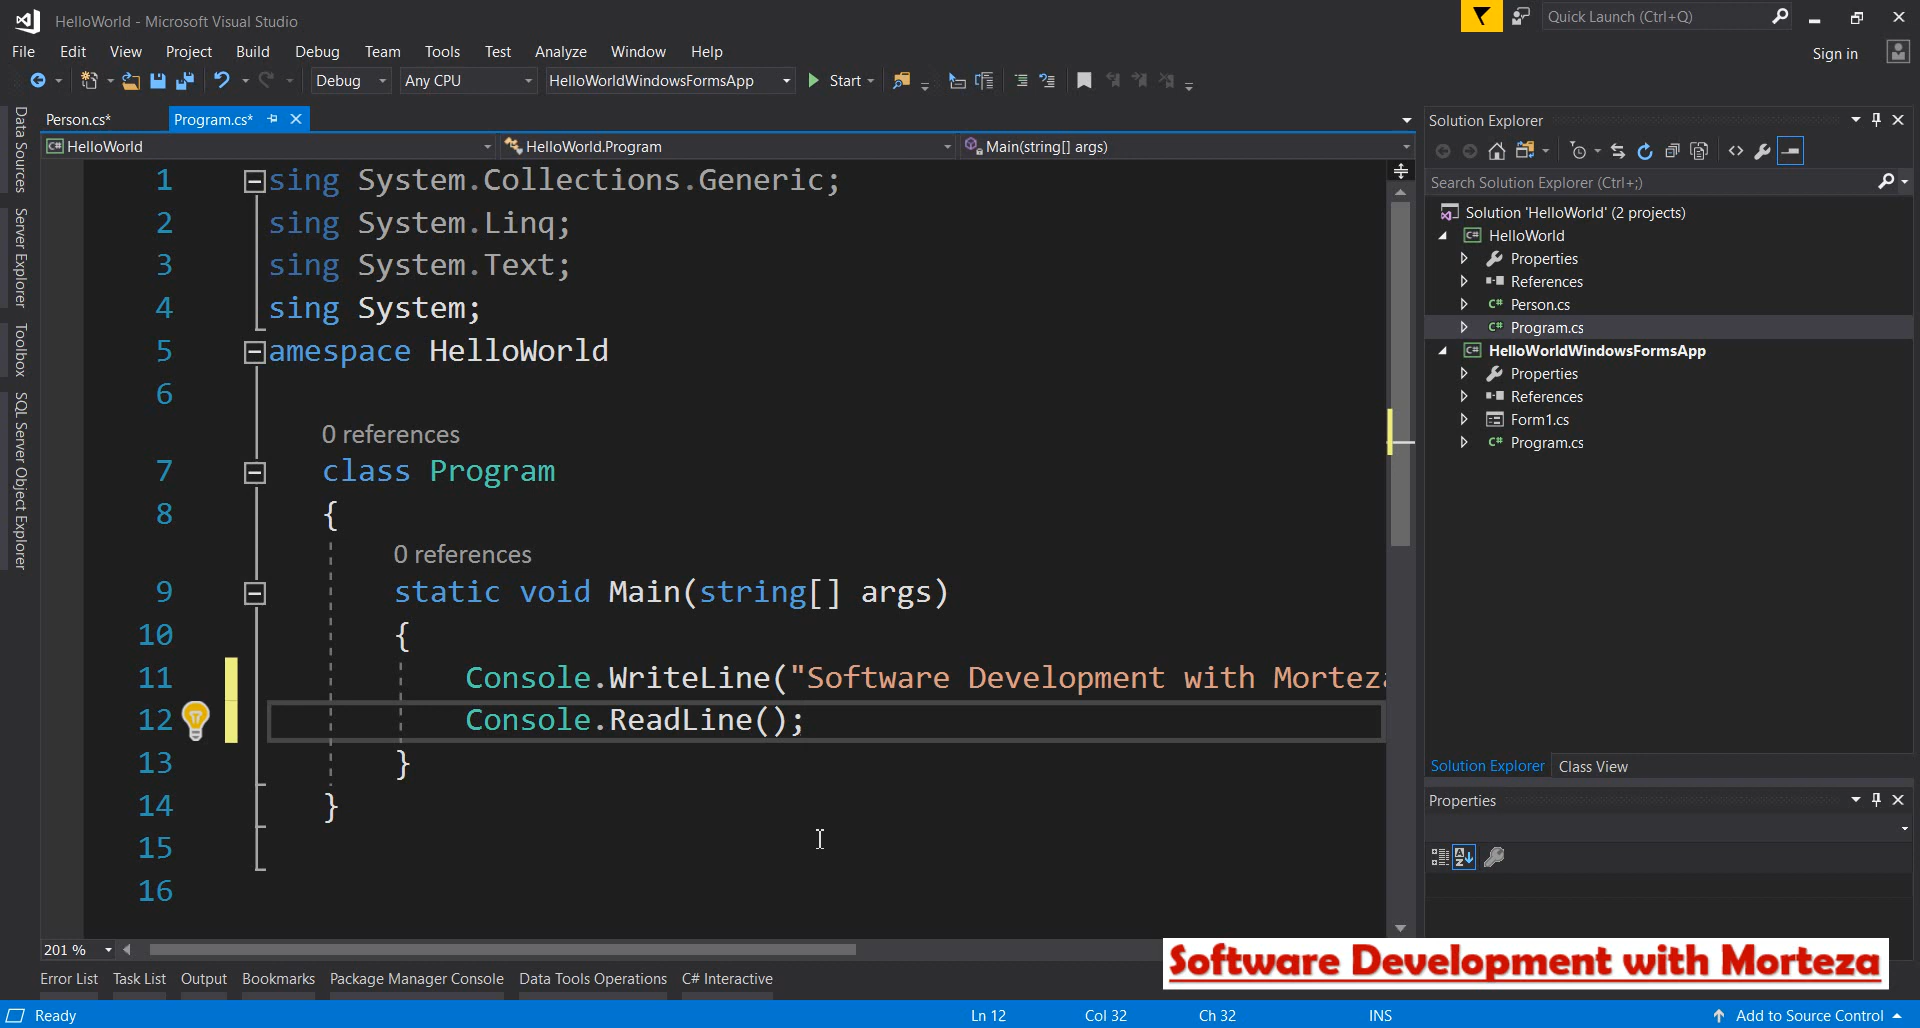 HelloWorld - Microsoft Visual Studio
Quick Launch (Ctrl+Q)
File Edit View Project Build Debug Team Tools Test Analyze Window Help
Sign in
Debug Any CPU HelloWorldWindowsFormsApp Start
Data Sources
Server Explorer
Toolbox
SQL Server Object Explorer
Person.cs* Program.cs*
HelloWorld HelloWorld.Program Main(string[] args)
1 sing System.Collections.Generic;
2 sing System.Linq;
3 sing System.Text;
4 sing System;
5 amespace HelloWorld
6
0 references
7 class Program
8 {
0 references
9 static void Main(string[] args)
10 {
11 Console.WriteLine("Software Development with Morteza
12 Console.ReadLine();
13 }
14 }
15
16
201 %
Solution Explorer
Search Solution Explorer (Ctrl+;)
Solution 'HelloWorld' (2 projects)
C# HelloWorld
Properties
References
C# Person.cs
C# Program.cs
C# HelloWorldWindowsFormsApp
Properties
References
Form1.cs
C# Program.cs
Solution Explorer Class View
Properties
Software Development with Morteza
Error List Task List Output Bookmarks Package Manager Console Data Tools Operations C# Interactive
Ready Ln 12 Col 32 Ch 32 INS Add to Source Control